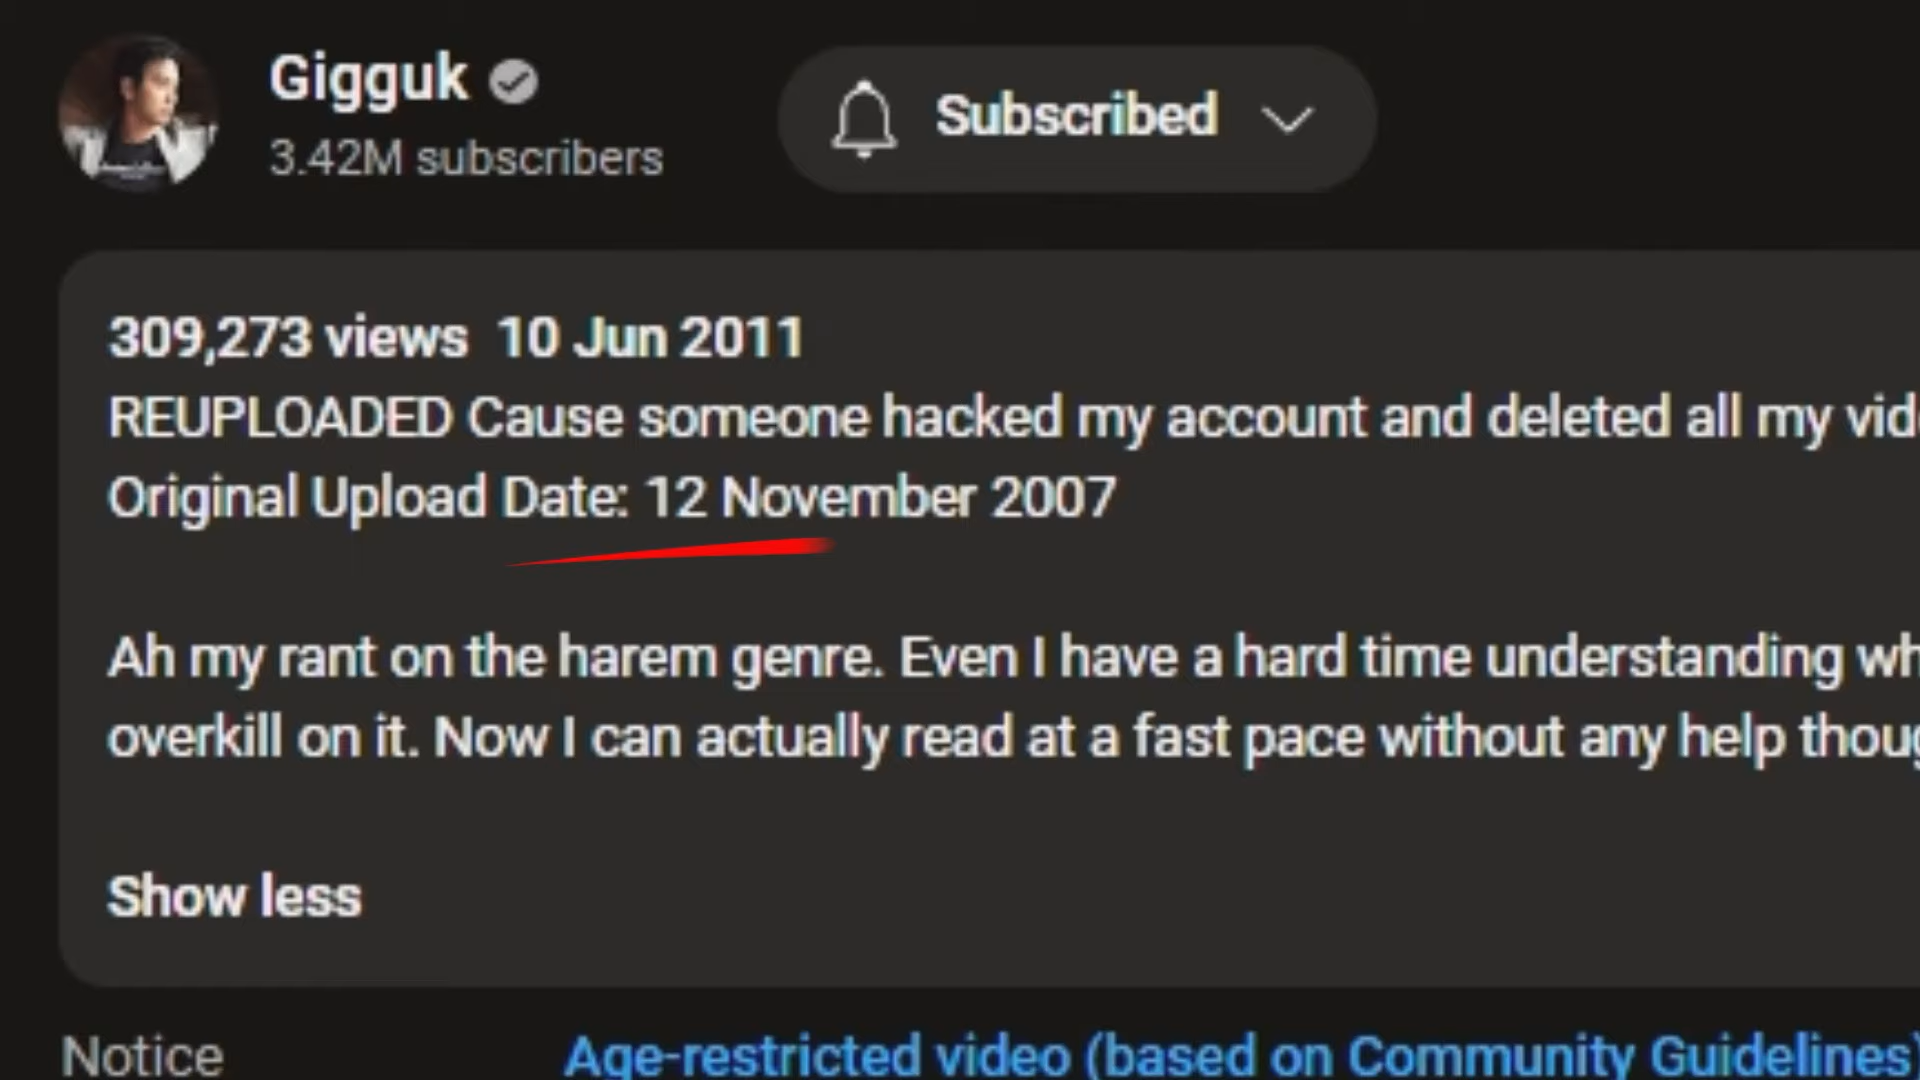 Gigguk
3.42M subscribers
Subscribed
309,273 views 10 Jun 2011
REUPLOADED Cause someone hacked my account and deleted all my
Original Upload Date: 12 November 2007
Ah my rant on the harem genre. Even I have a hard time understanding
overkill on it. Now I can actually read at a fast pace without any help
Show less
Notice
Age-restricted video (based on Community Guidelines)